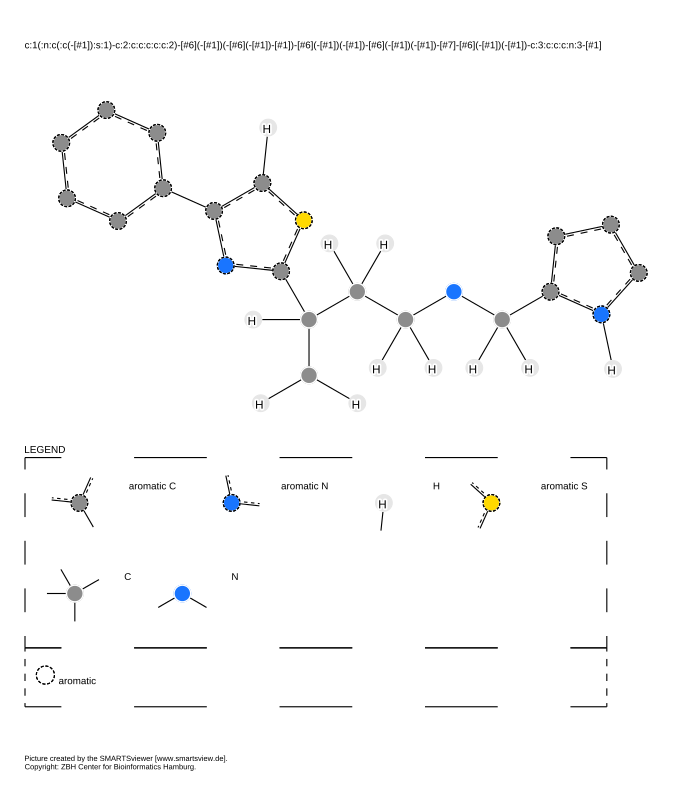 c:1(:n:c(:c(-[#1]):s:1)-c:2:c:c:c:c:c:2)-[#6](-[#1])(-[#6](-[#1])-[#1])-[#6](-[#1])(-[#1])-[#6](-[#1])(-[#1])-[#7]-[#6](-[#1])(-[#1])-c:3:c:c:c:n:3-[#1]
H
H H
H
H H H H
H H H
LEGEND
aromatic C aromatic N H H aromatic S
C N
aromatic
Picture created by the SMARTSviewer [www.smartsview.de].
Copyright: ZBH Center for Bioinformatics Hamburg.